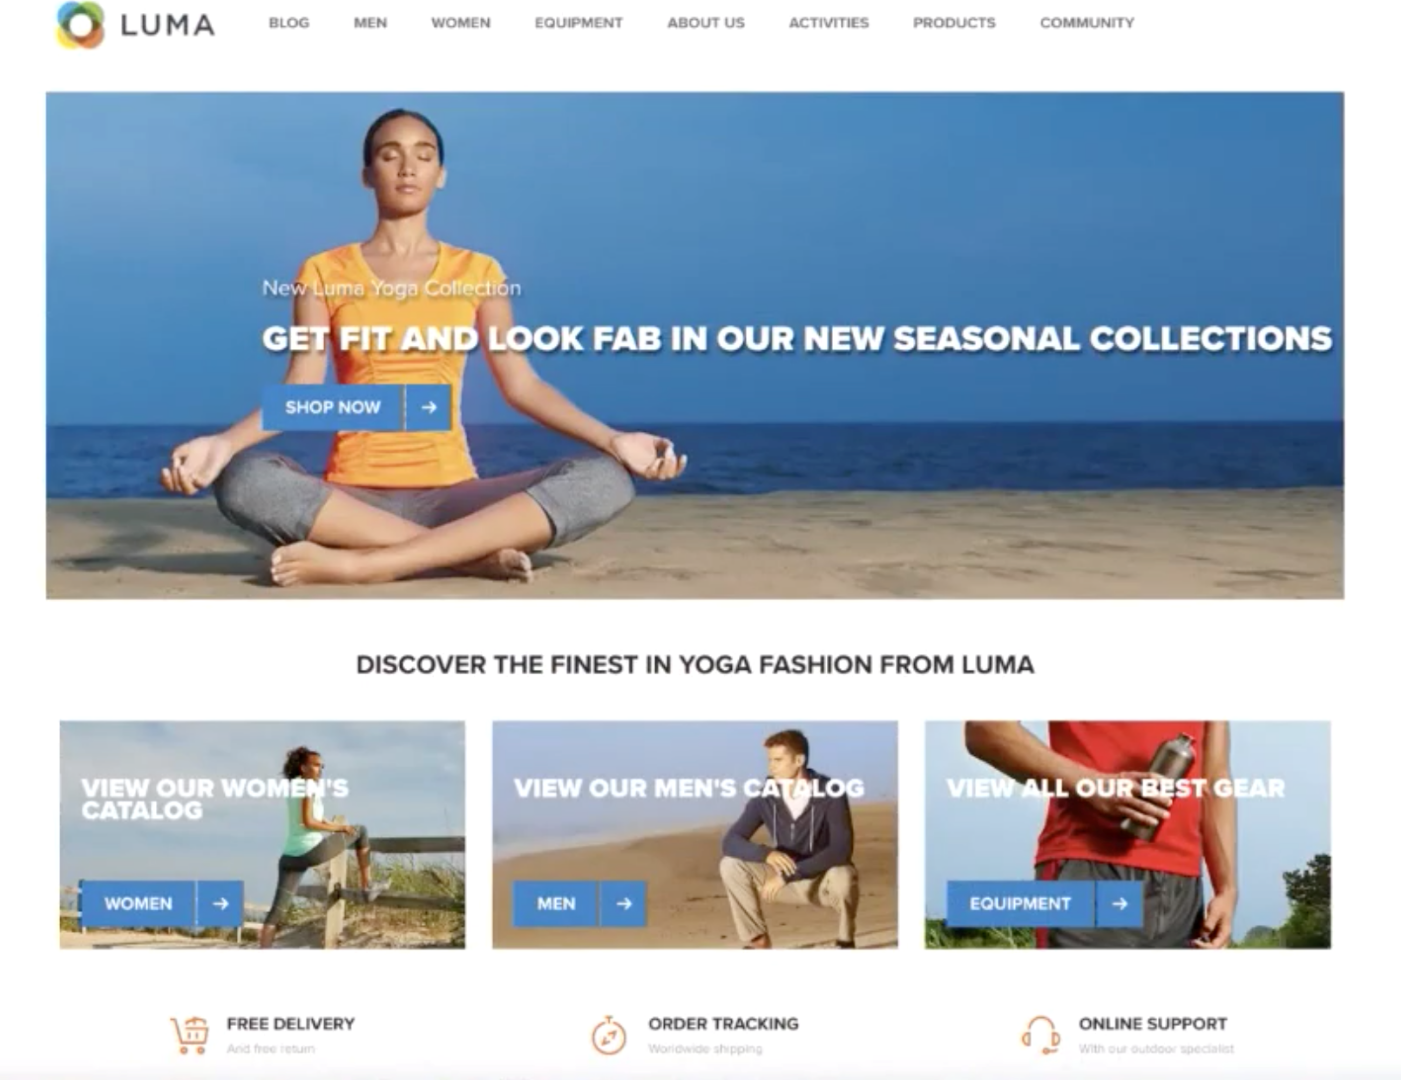 LUMA
BLOG MEN WOMEN EQUIPMENT ABOUT US ACTIVITIES PRODUCTS COMMUNITY
New Luma Yoga Collection
GET FIT AND LOOK FAB IN OUR NEW SEASONAL COLLECTIONS
SHOP NOW →
DISCOVER THE FINEST IN YOGA FASHION FROM LUMA
VIEW OUR WOMEN'S
CATALOG
WOMEN →
VIEW OUR MEN'S CATALOG
MEN →
VIEW ALL OUR BEST GEAR
EQUIPMENT →
FREE DELIVERY
And free return
ORDER TRACKING
Worldwide shipping
ONLINE SUPPORT
With our outdoor specialist